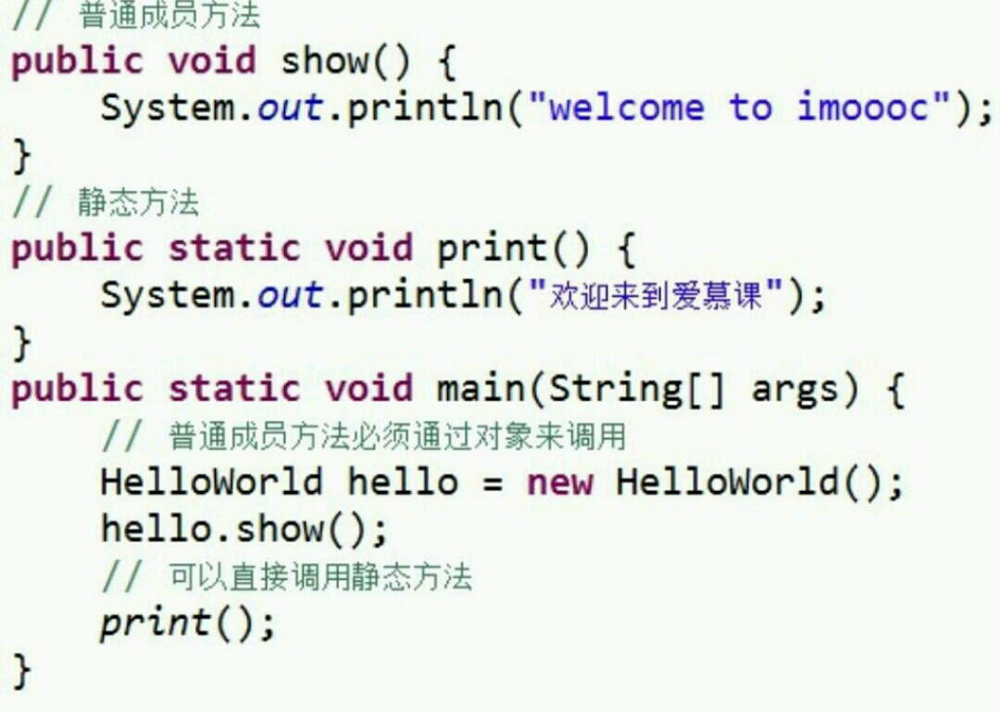 // 普通成员方法
public void show() {
    System.out.println("welcome to imoooc");
}
// 静态方法
public static void print() {
    System.out.println("欢迎来到爱慕课");
}
public static void main(String[] args) {
    // 普通成员方法必须通过对象来调用
    HelloWorld hello = new HelloWorld();
    hello.show();
    // 可以直接调用静态方法
    print();
}